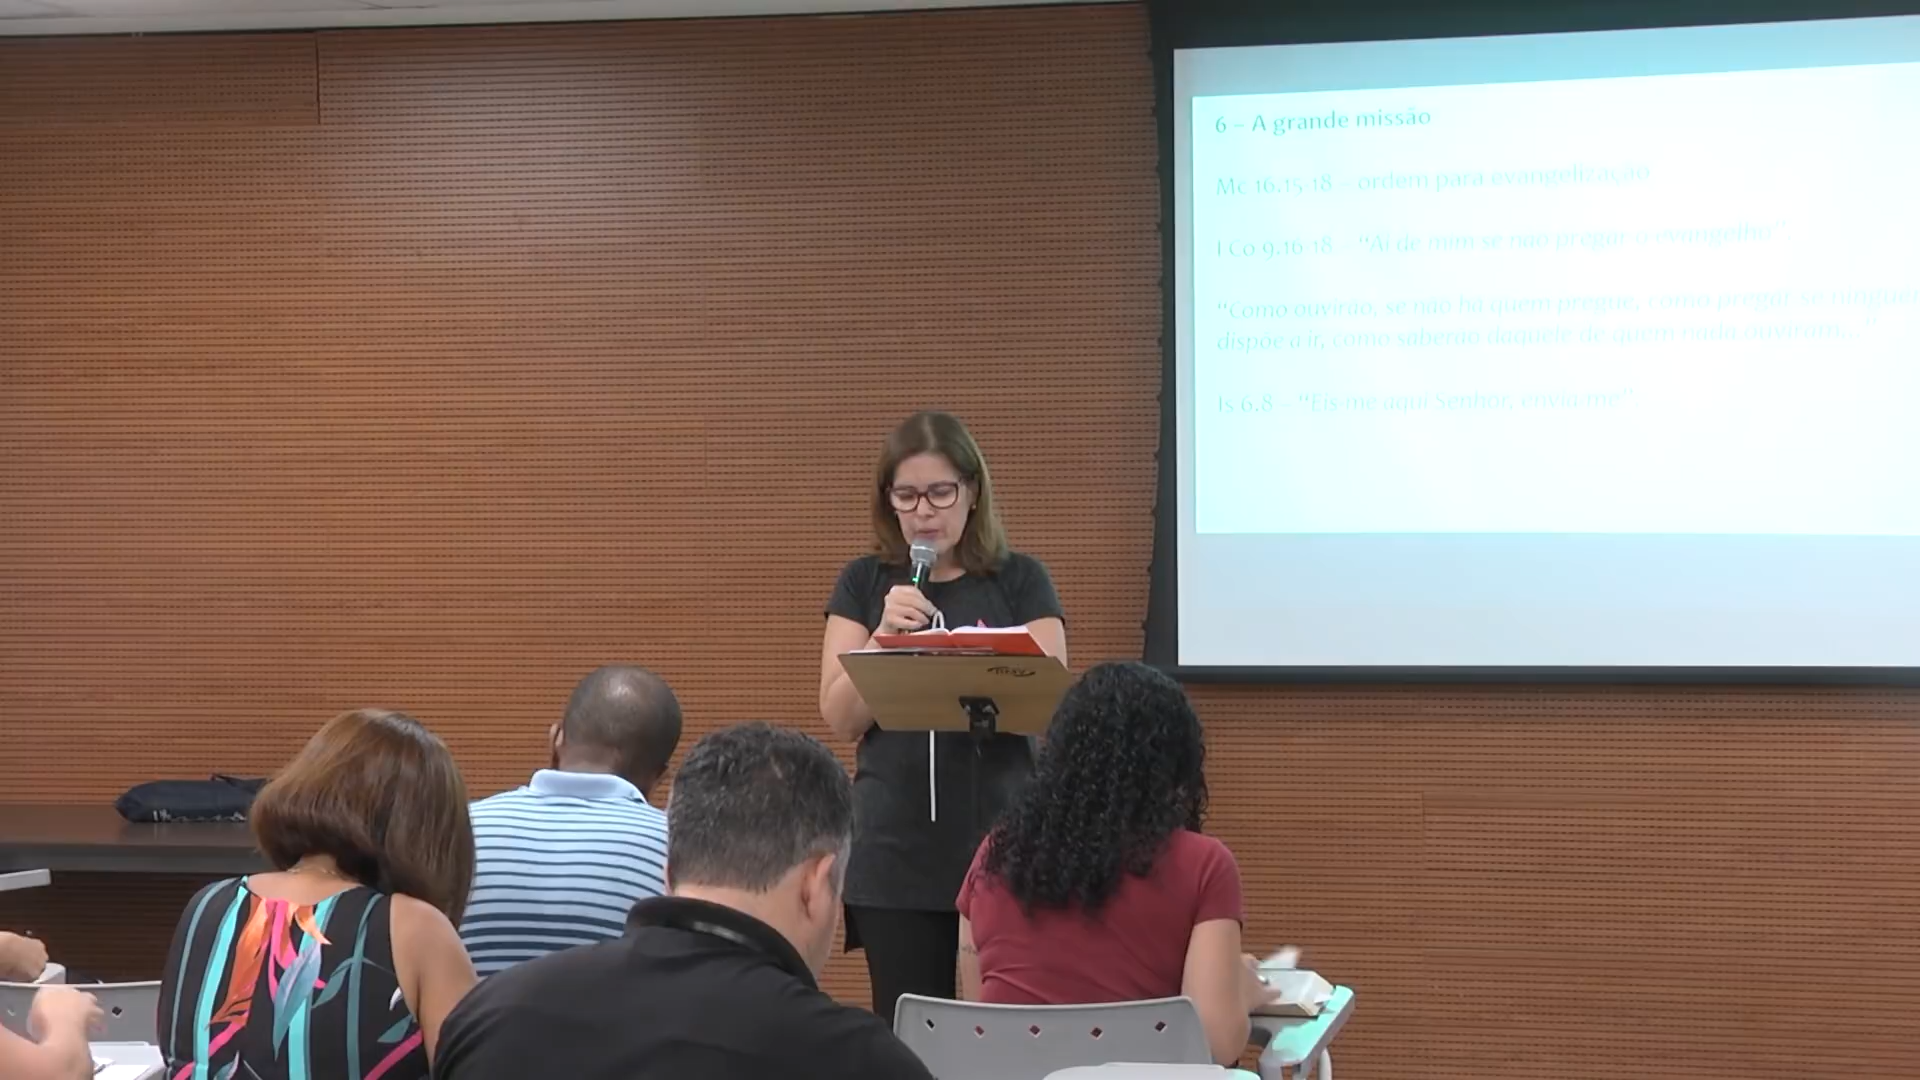 6 – A grande missão
Mc 16.15-18 – ordem para evangelização
I Co 9.16-18 – “Ai de mim se não pregar o evangelho”.
“Como ouvirão, se não há quem pregue, como pregar se
dispõe a ir, como saberão daquele de quem nada ouviram...”
Is 6.8 – “Eis-me aqui Senhor, envia-me”